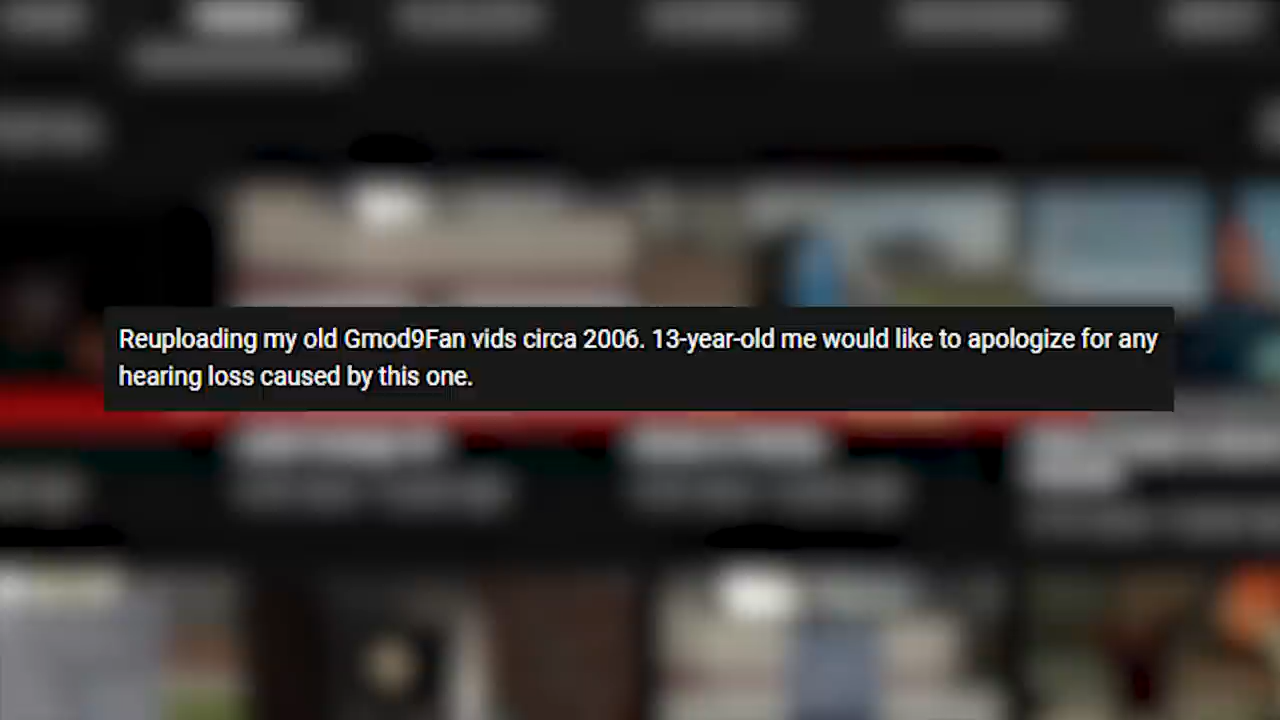 Reuploading my old Gmod9Fan vids circa 2006. 13-year-old me would like to apologize for any
hearing loss caused by this one.